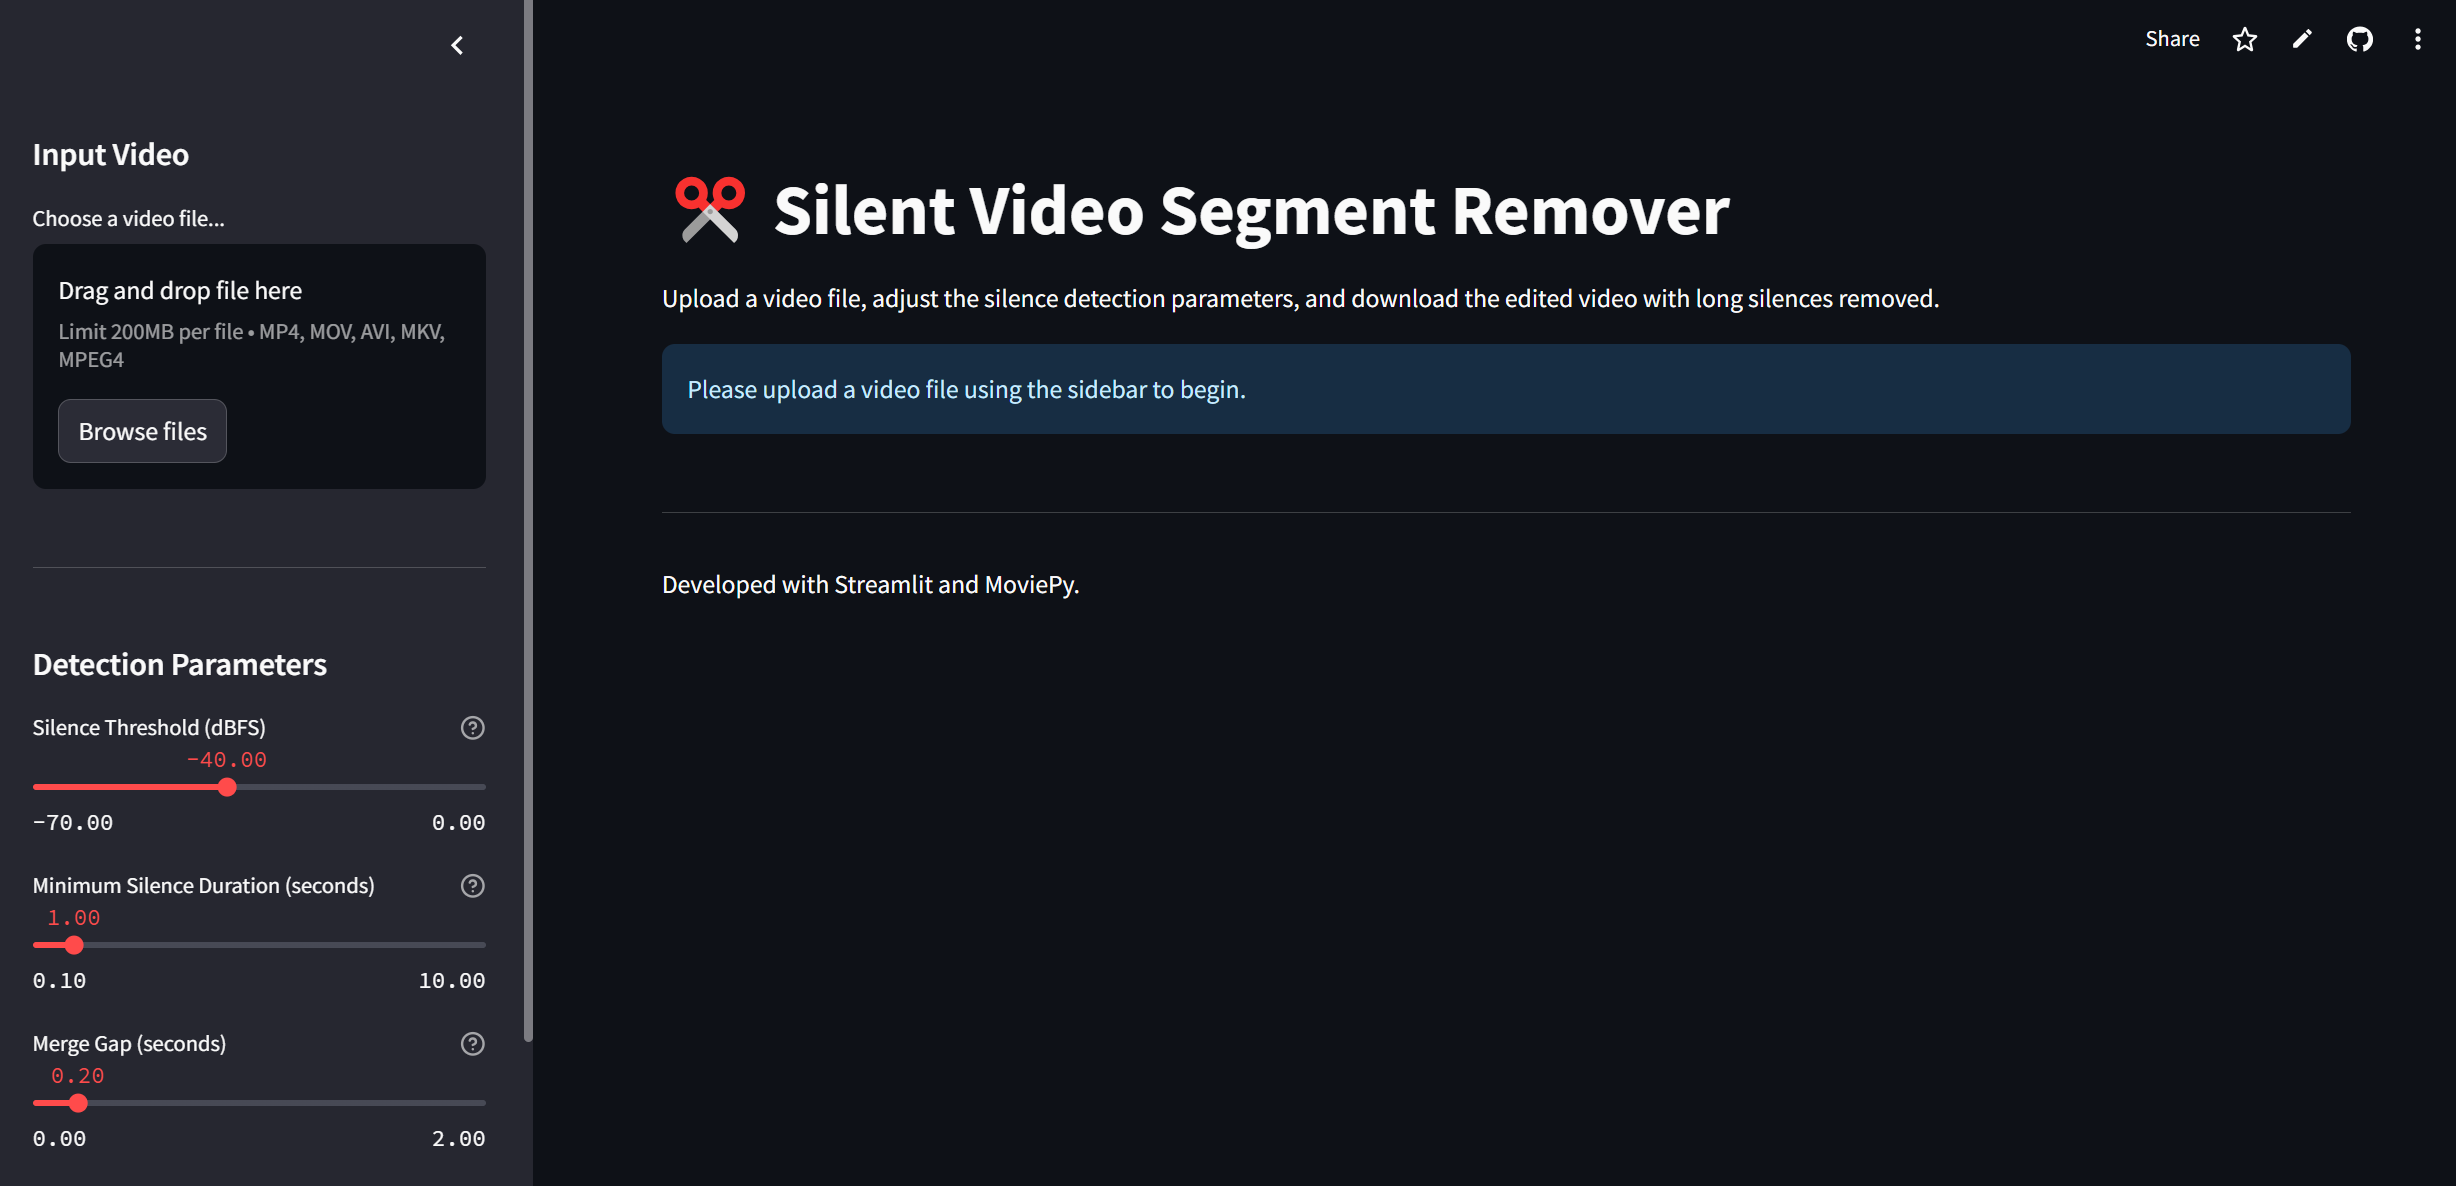 Input Video
Choose a video file...
Drag and drop file here
Limit 200MB per file • MP4, MOV, AVI, MKV,
MPEG4
Browse files
Detection Parameters
Silence Threshold (dBFS)
-40.00
-70.00 0.00
Minimum Silence Duration (seconds)
1.00
0.10 10.00
Merge Gap (seconds)
0.20
0.00 2.00
Share
Silent Video Segment Remover
Upload a video file, adjust the silence detection parameters, and download the edited video with long silences removed.
Please upload a video file using the sidebar to begin.
Developed with Streamlit and MoviePy.